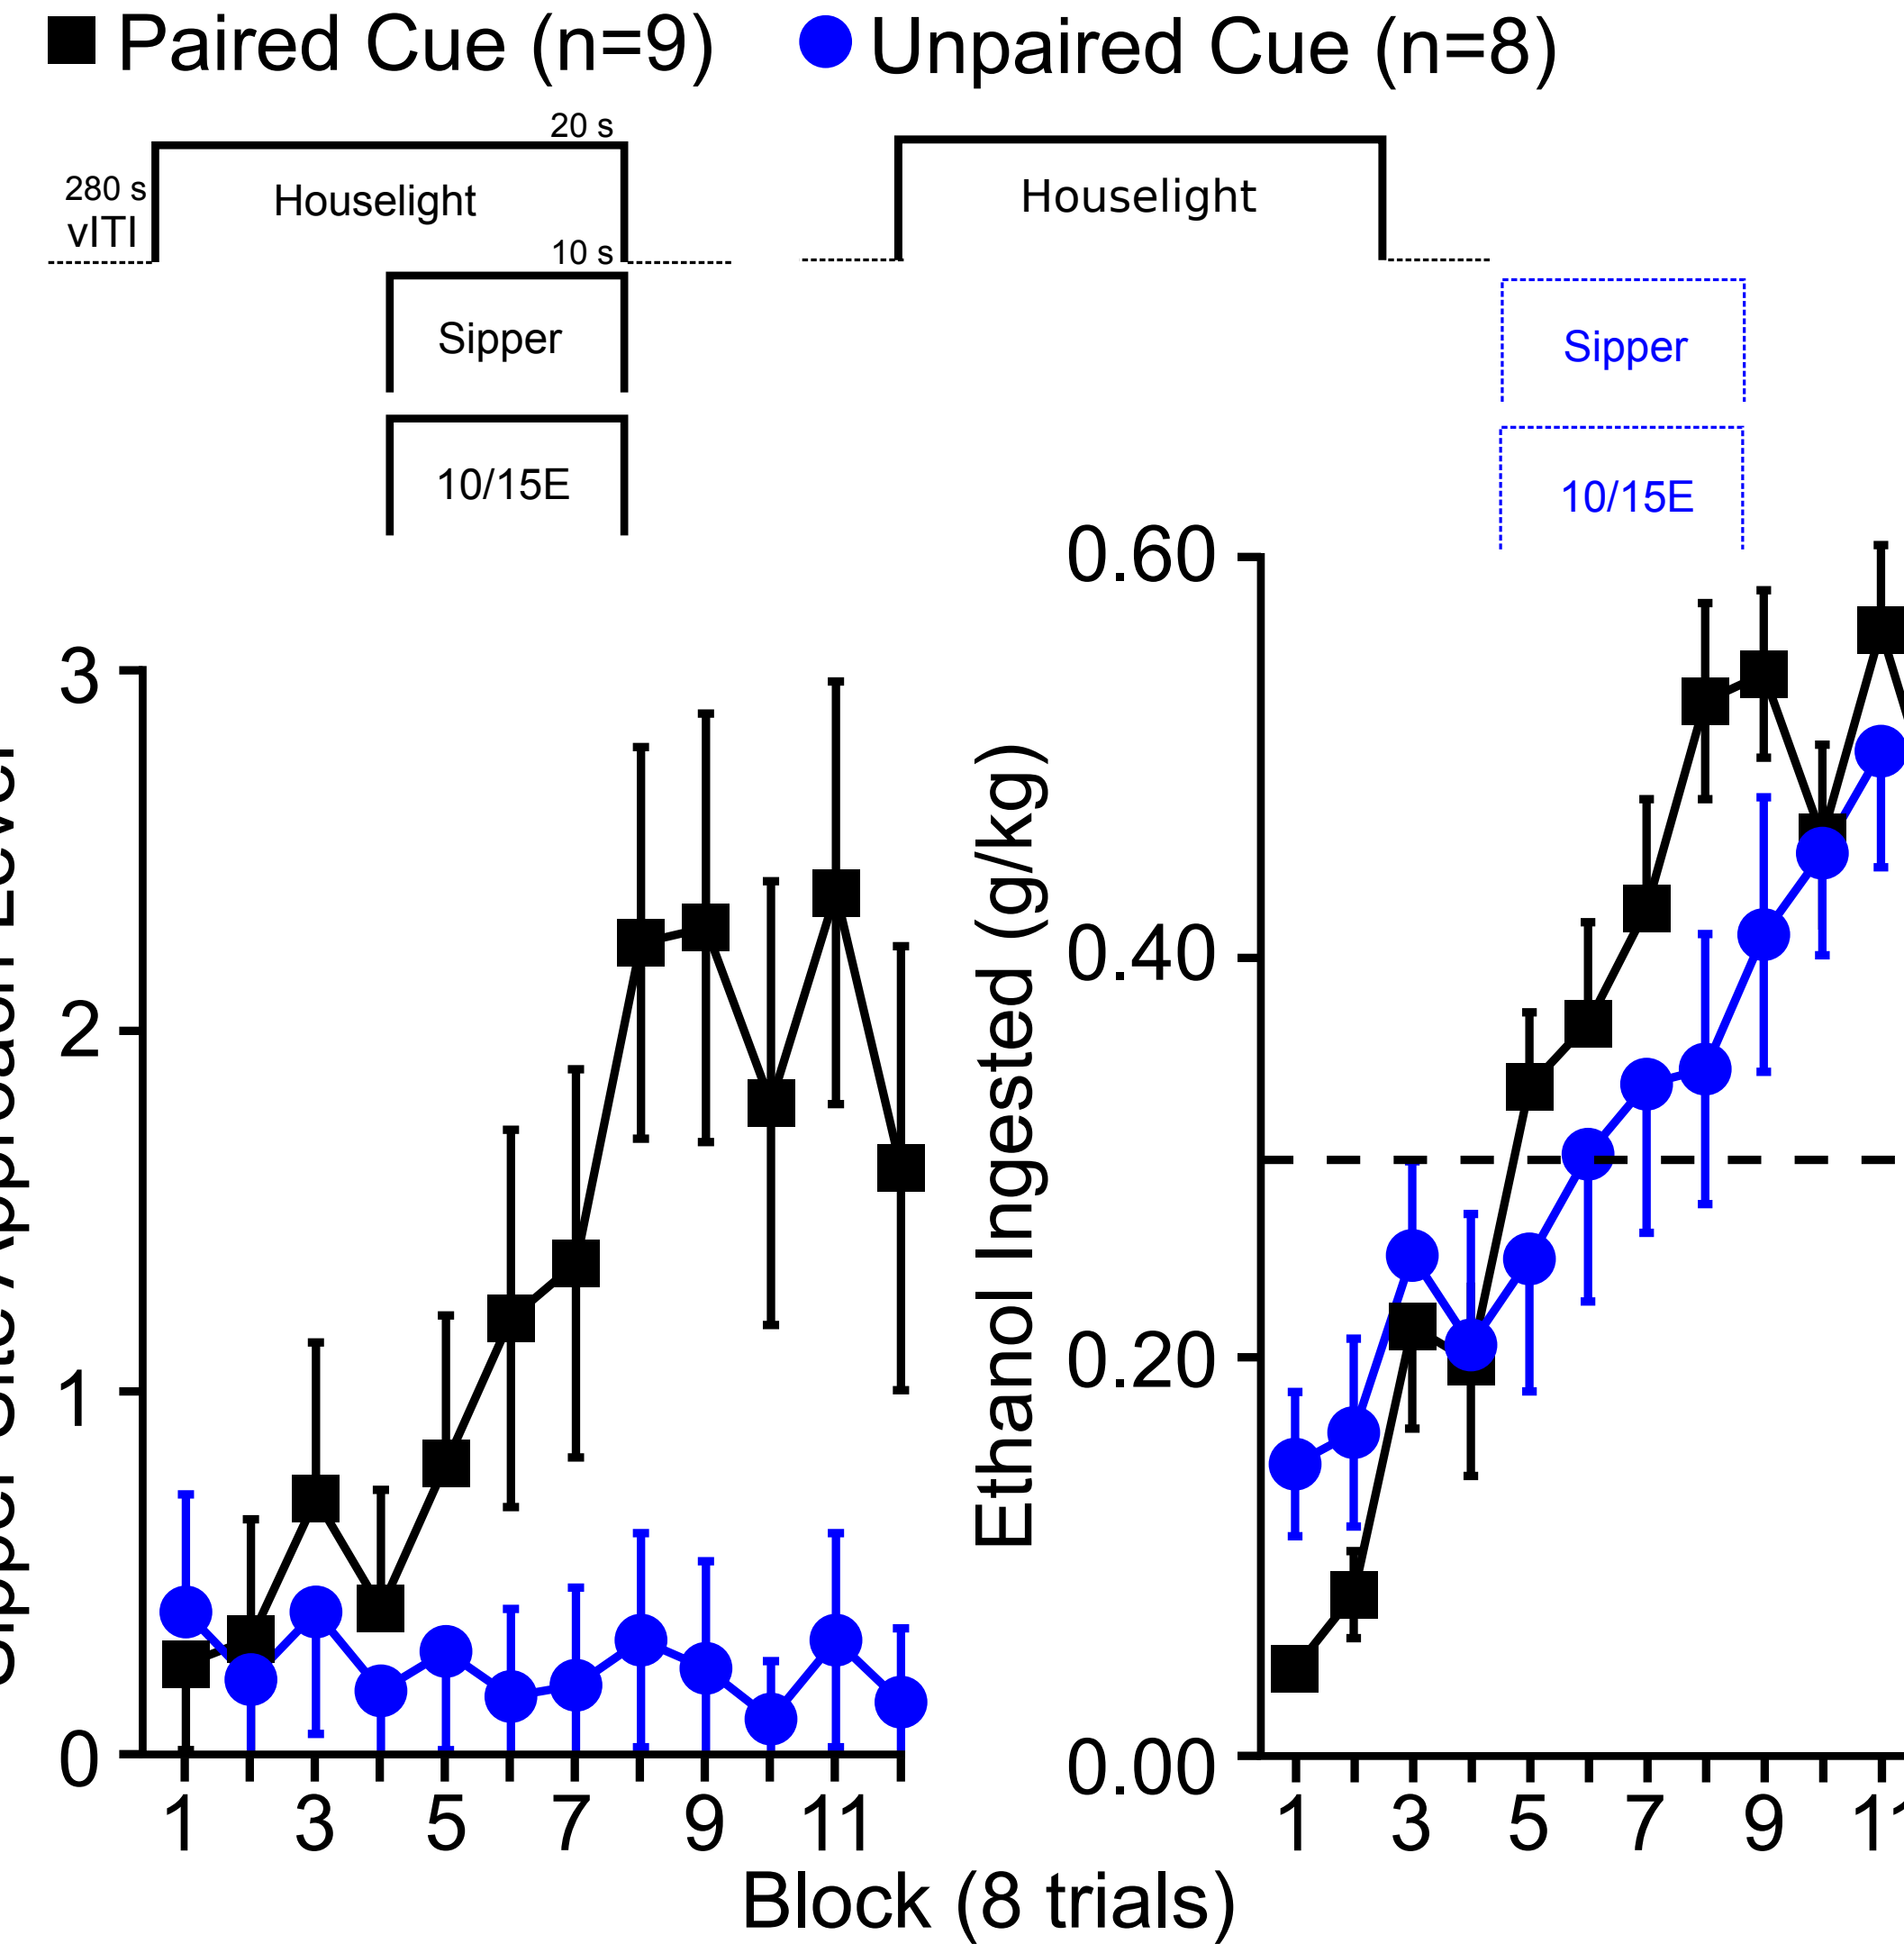 Paired Cue (n=9)
Unpaired Cue (n=8)
20 s
280 s
vITI
Houselight
10 s
Sipper
10/15E
Houselight
Sipper
10/15E
3
2
1
0
1 3 5 7 9 11
Ethanol Ingested (g/kg)
0.60
0.40
0.20
0.00
1 3 5 7 9 11
Block (8 trials)